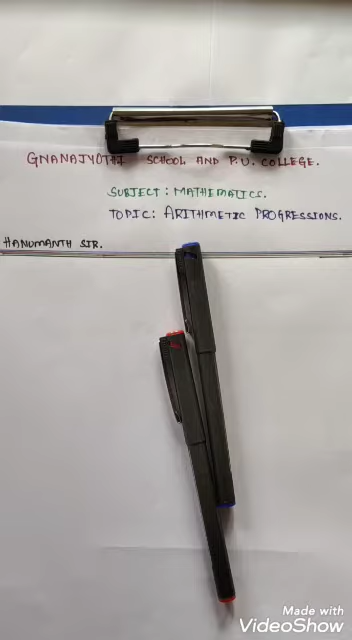 GNANAJYOTHI SCHOOL AND P.U. COLLEGE.
SUBJECT : MATHEMATICS.
TOPIC: ARITHMETIC PROGRESSIONS.
HANUMANTH SIR.
Made with
VideoShow